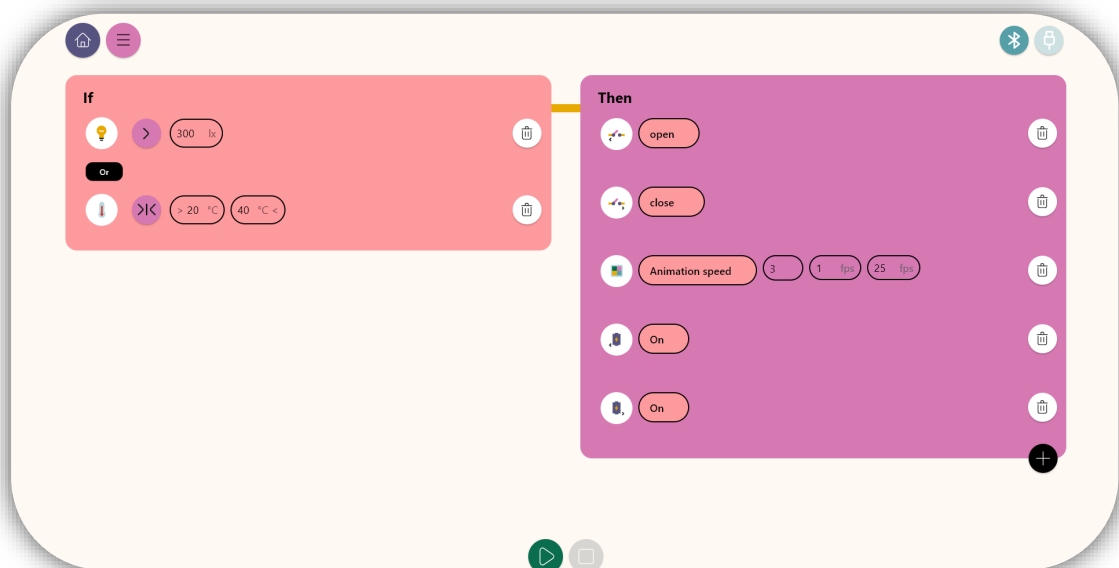 If
> 300 lx
Or
>|< > 20 °C 40 °C <
Then
open
close
Animation speed 3 1 fps 25 fps
On
On